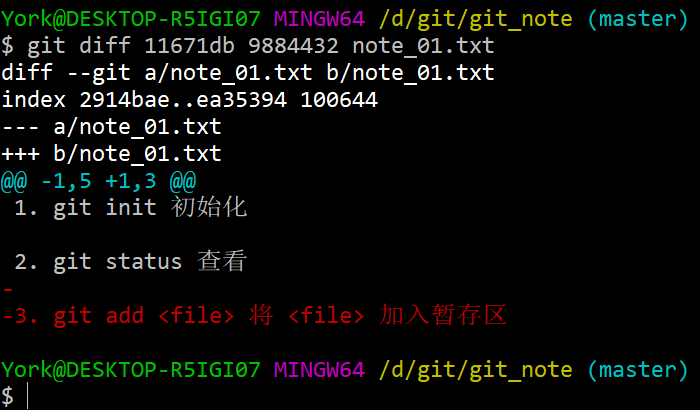 York@DESKTOP-R5IGI07 MINGW64 /d/git/git_note (master)
$ git diff 11671db 9884432 note_01.txt
diff --git a/note_01.txt b/note_01.txt
index 2914bae..ea35394 100644
--- a/note_01.txt
+++ b/note_01.txt
@@ -1,5 +1,3 @@
 1. git init 初始化
 2. git status 查看
-
-3. git add <file> 将 <file> 加入暂存区
York@DESKTOP-R5IGI07 MINGW64 /d/git/git_note (master)
$